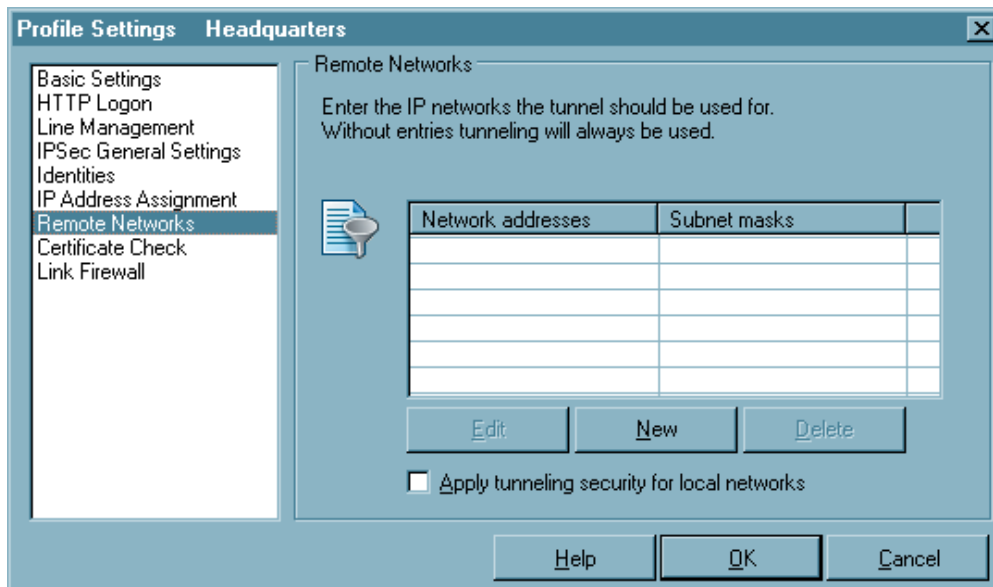 Profile Settings Headquarters
Basic Settings
HTTP Logon
Line Management
IPSec General Settings
Identities
IP Address Assignment
Remote Networks
Certificate Check
Link Firewall
Remote Networks
Enter the IP networks the tunnel should be used for.
Without entries tunneling will always be used.
Network addresses Subnet masks
Edit New Delete
Apply tunneling security for local networks
Help OK Cancel